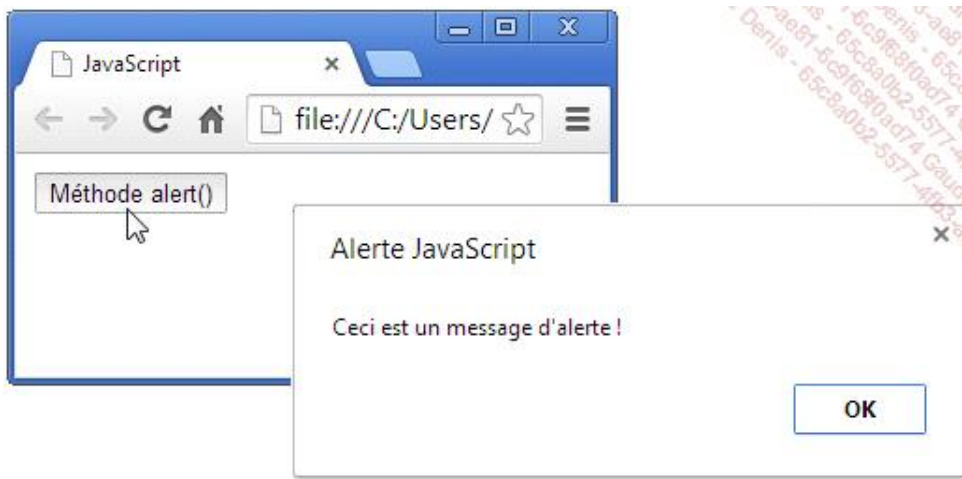 JavaScript
file:///C:/Users/
Méthode alert()
Alerte JavaScript
Ceci est un message d'alerte !
OK